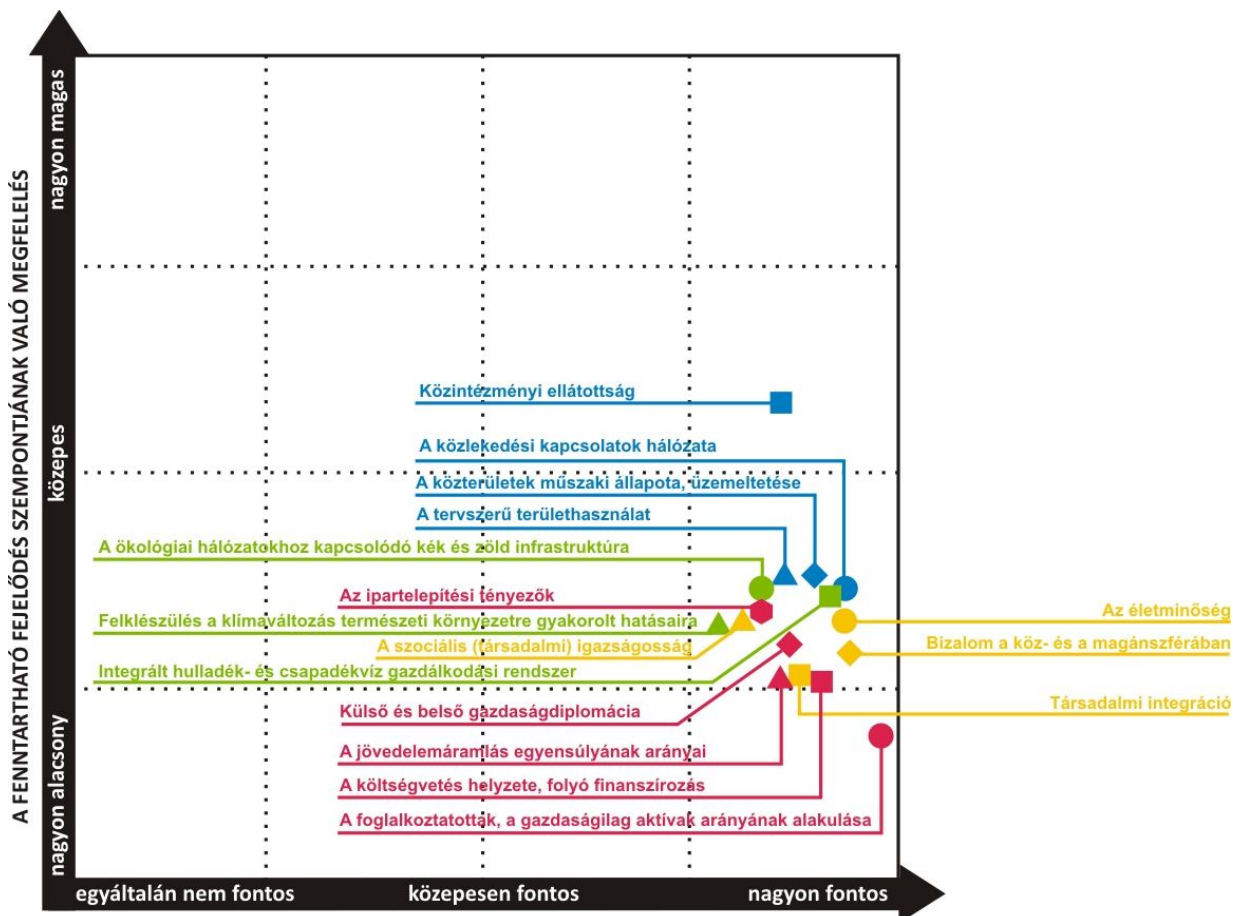 A FENNTARTHATÓ FEJELŐDÉS SZEMPONTJÁNAK VALÓ MEGFELELÉS
nagyon magas
közepes
nagyon alacsony
Közintézményi ellátottság
A közlekedési kapcsolatok hálózata
A közterületek műszaki állapota, üzemeltetése
A tervszerű területhasználat
A ökológiai hálózatokhoz kapcsolódó kék és zöld infrastruktúra
Az ipartelepítési tényezők
Az életminőség
Felklészülés a klímaváltozás természeti környezetre gyakorolt hatásaira
A szociális (társadalmi) igazságosság
Bizalom a köz- és a magánszférában
Integrált hulladék- és csapadékvíz gazdálkodási rendszer
Társadalmi integráció
Külső és belső gazdaságdiplomácia
A jövedelemáramlás egyensúlyának arányai
A költségvetés helyzete, folyó finanszírozás
A foglalkoztatottak, a gazdaságilag aktívak arányának alakulása
egyáltalán nem fontos
közepesen fontos
nagyon fontos